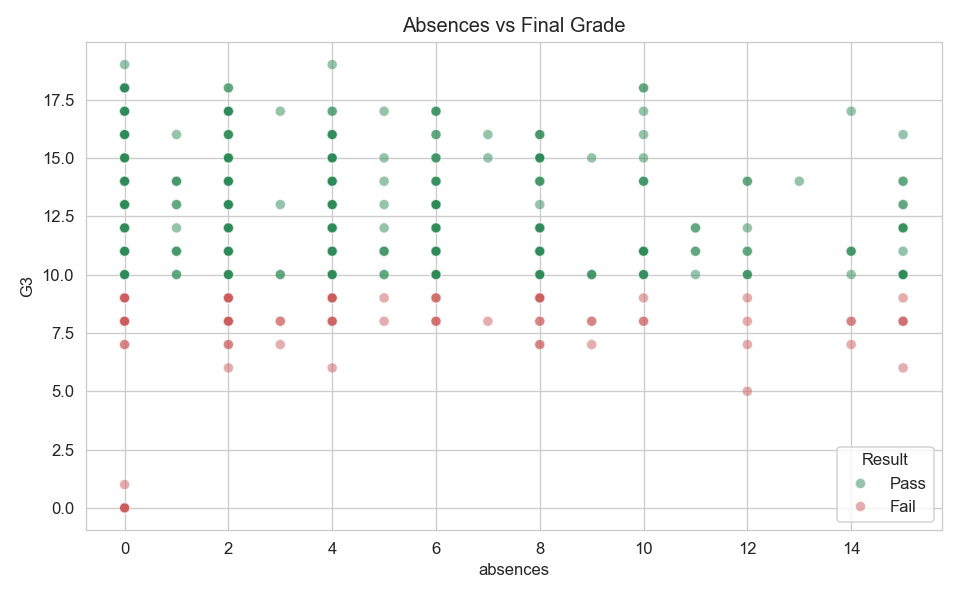 Absences vs Final Grade
G3
17.5
15.0
12.5
10.0
7.5
5.0
2.5
0.0
Result
Pass
Fail
0 2 4 6 8 10 12 14
absences